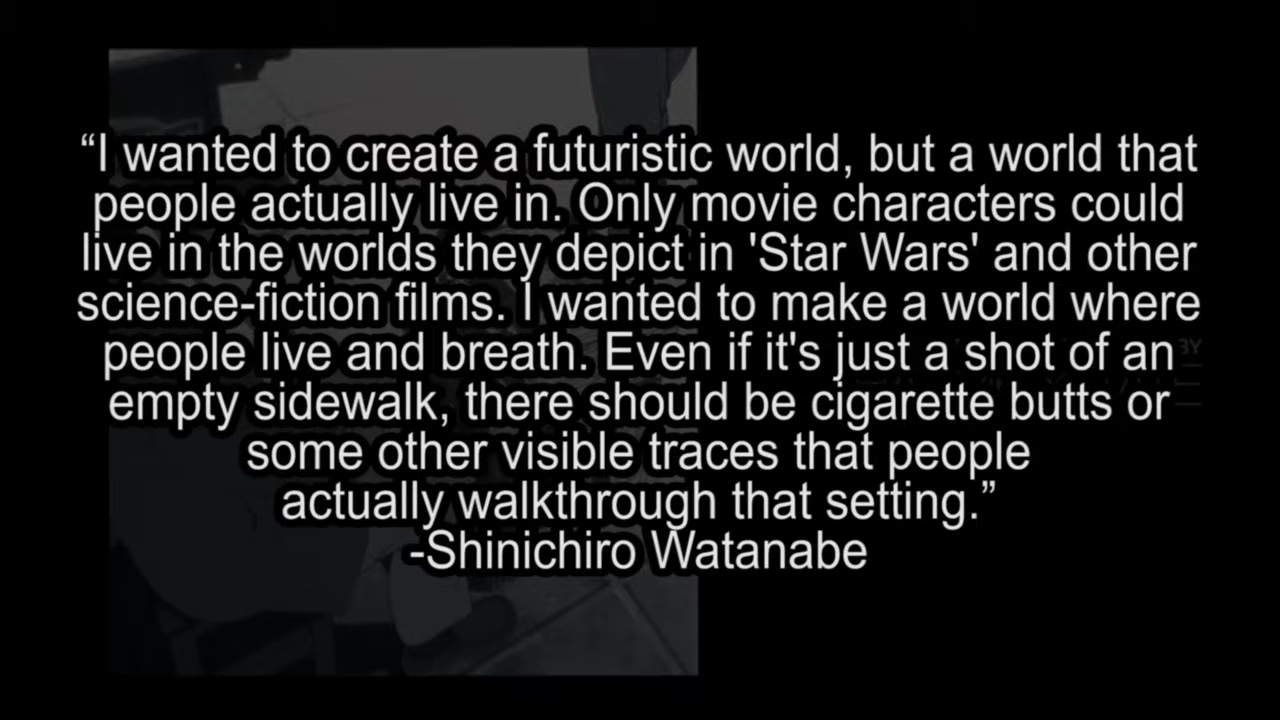 “I wanted to create a futuristic world, but a world that
people actually live in. Only movie characters could
live in the worlds they depict in 'Star Wars' and other
science-fiction films. I wanted to make a world where
people live and breath. Even if it's just a shot of an
empty sidewalk, there should be cigarette butts or
some other visible traces that people
actually walkthrough that setting.”
-Shinichiro Watanabe